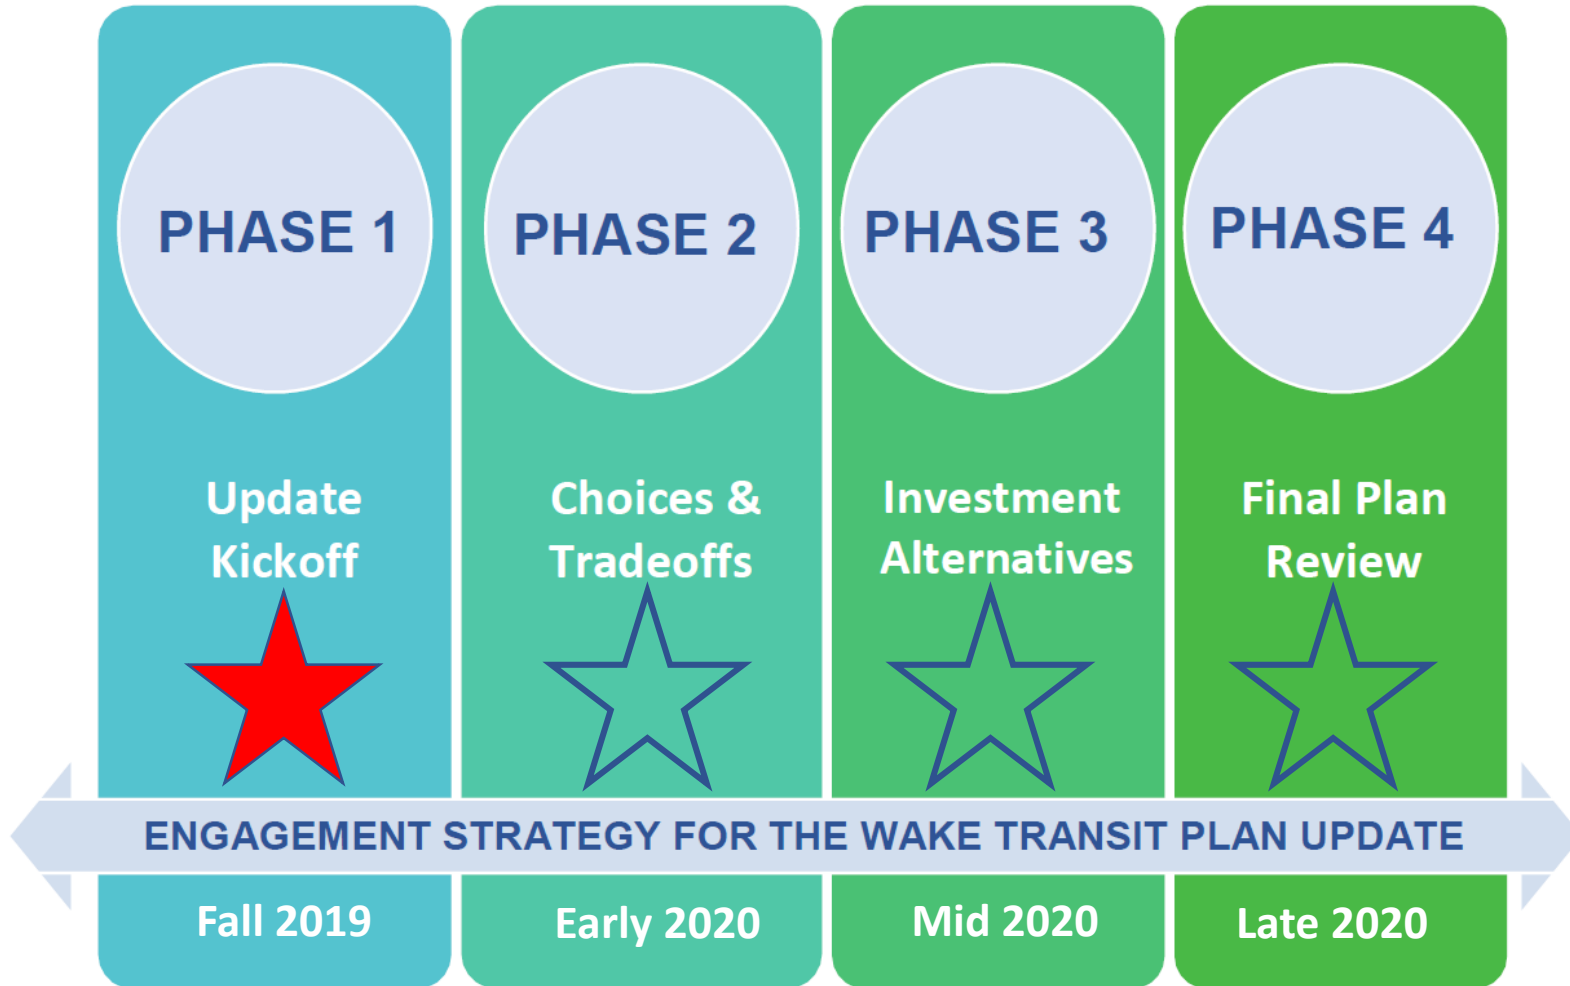 PHASE 1
PHASE 2
PHASE 3
PHASE 4
Update
Kickoff
Choices &
Tradeoffs
Investment
Alternatives
Final Plan
Review
ENGAGEMENT STRATEGY FOR THE WAKE TRANSIT PLAN UPDATE
Fall 2019
Early 2020
Mid 2020
Late 2020